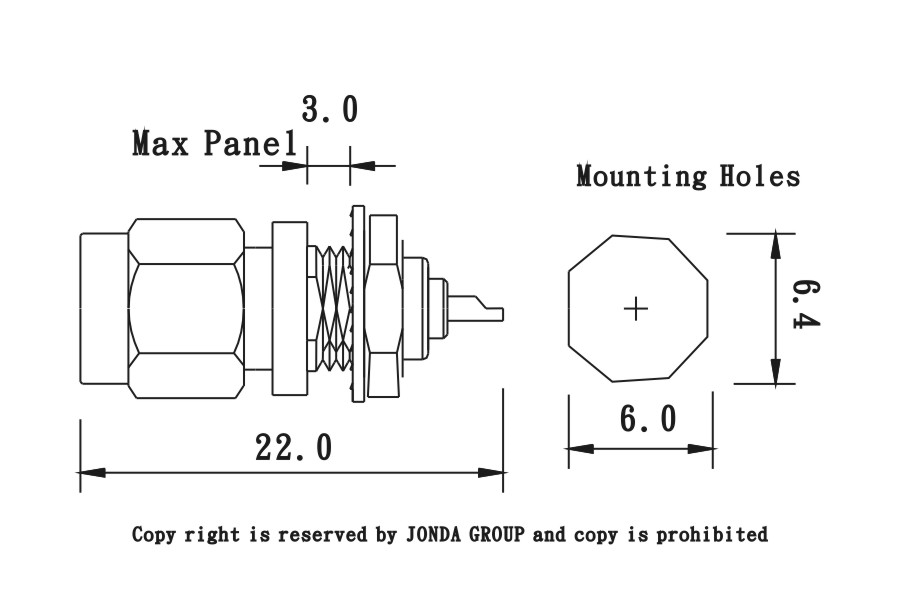 3.0
Max Panel
Mounting Holes
6.4
6.0
22.0
Copy right is reserved by JONDA GROUP and copy is prohibited